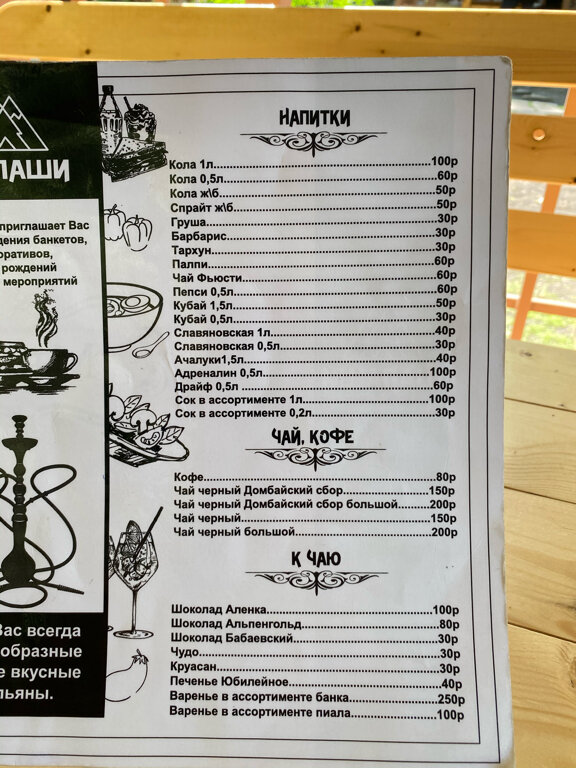 ЛАШИ
приглашает Вас
дения банкетов,
оративов,
рождений
мероприятий
Вас всегда
образные
е вкусные
льяны.
НАПИТКИ
Кола 1л...100р
Кола 0,5л...60р
Кола ж\б...50р
Спрайт ж\б...50р
Груша...30р
Барбарис...30р
Тархун...30р
Палпи...60р
Чай Фьюсти...60р
Пепси 0,5л...60р
Кубай 1,5л...50р
Кубай 0,5л...30р
Славяновская 1л...40р
Славяновская 0,5л...30р
Ачалуки1,5л...40р
Адреналин 0,5л...100р
Драйф 0,5л ...60р
Сок в ассортименте 1л...100р
Сок в ассортименте 0,2л...30р
ЧАЙ, КОФЕ
Кофе...80р
Чай черный Домбайский сбор...150р
Чай черный Домбайский сбор большой...200р
Чай черный...150р
Чай черный большой...200р
К ЧАЮ
Шоколад Аленка...100р
Шоколад Альпенгольд...80р
Шоколад Бабаевский...30р
Чудо...30р
Круасан...30р
Печенье Юбилейное...40р
Варенье в ассортименте банка...250р
Варенье в ассортименте пиала...100р